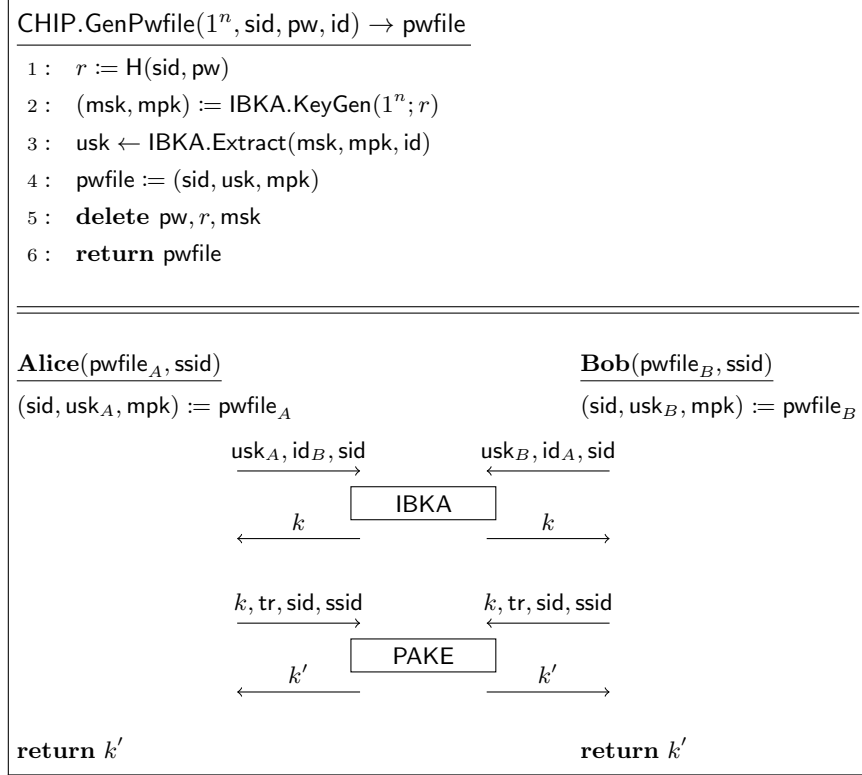 CHIP.GenPwfile(1ⁿ, sid, pw, id) → pwfile
1 : r := H(sid, pw)
2 : (msk, mpk) := IBKA.KeyGen(1ⁿ; r)
3 : usk ← IBKA.Extract(msk, mpk, id)
4 : pwfile := (sid, usk, mpk)
5 : delete pw, r, msk
6 : return pwfile
Alice(pwfile_A, ssid) Bob(pwfile_B, ssid)
(sid, usk_A, mpk) := pwfile_A (sid, usk_B, mpk) := pwfile_B
usk_A, id_B, sid usk_B, id_A, sid
IBKA
k k
k, tr, sid, ssid k, tr, sid, ssid
PAKE
k′ k′
return k′ return k′